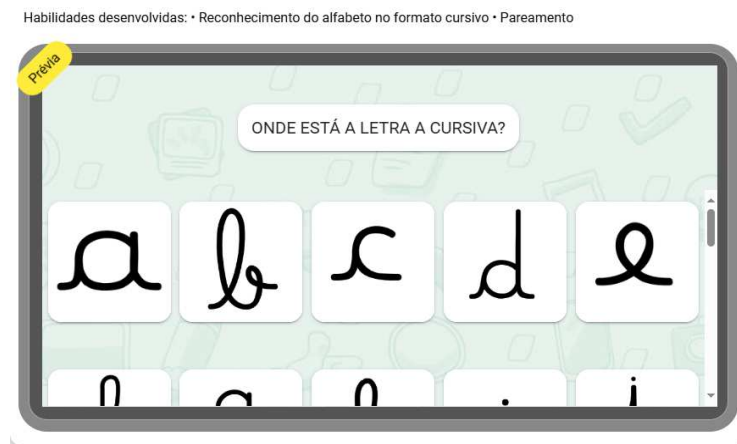 Habilidades desenvolvidas: • Reconhecimento do alfabeto no formato cursivo • Pareamento
Prévia
ONDE ESTÁ A LETRA A CURSIVA?
a b c d e